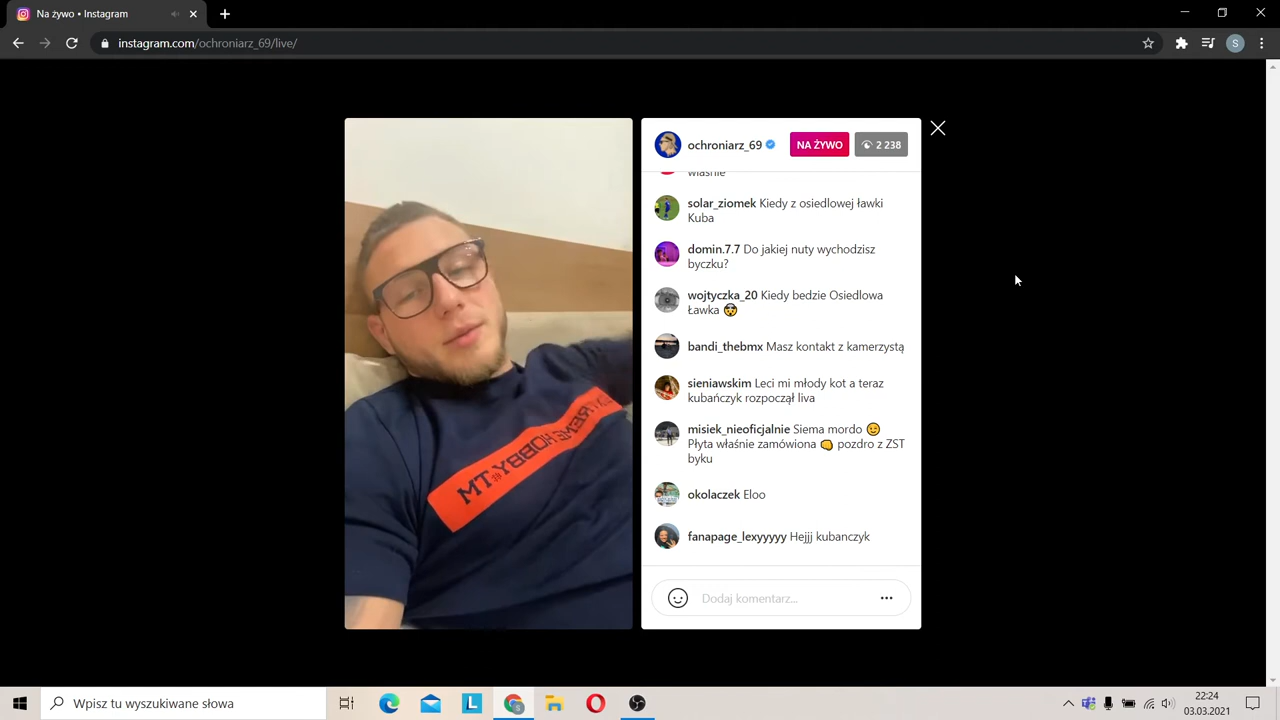 Na żywo • Instagram
instagram.com/ochroniarz_69/live/
S
ochroniarz_69
NA ŻYWO
2 238
właśnie
solar_ziomek Kiedy z osiedlowej ławki
Kuba
domin.7.7 Do jakiej nuty wychodzisz
byczku?
wojtyczka_20 Kiedy bedzie Osiedlowa
Ławka 🤯
bandi_thebmx Masz kontakt z kamerzystą
sieniawskim Leci mi młody kot a teraz
kubańczyk rozpoczął liva
misiek_nieoficjalnie Siema mordo 😉
Płyta właśnie zamówiona 👊 pozdro z ZST
byku
okolaczek Eloo
fanapage_lexyyyyy Hejjj kubanczyk
Dodaj komentarz...
EXTREME HOBBY TM
Wpisz tu wyszukiwane słowa
L
22:24
03.03.2021